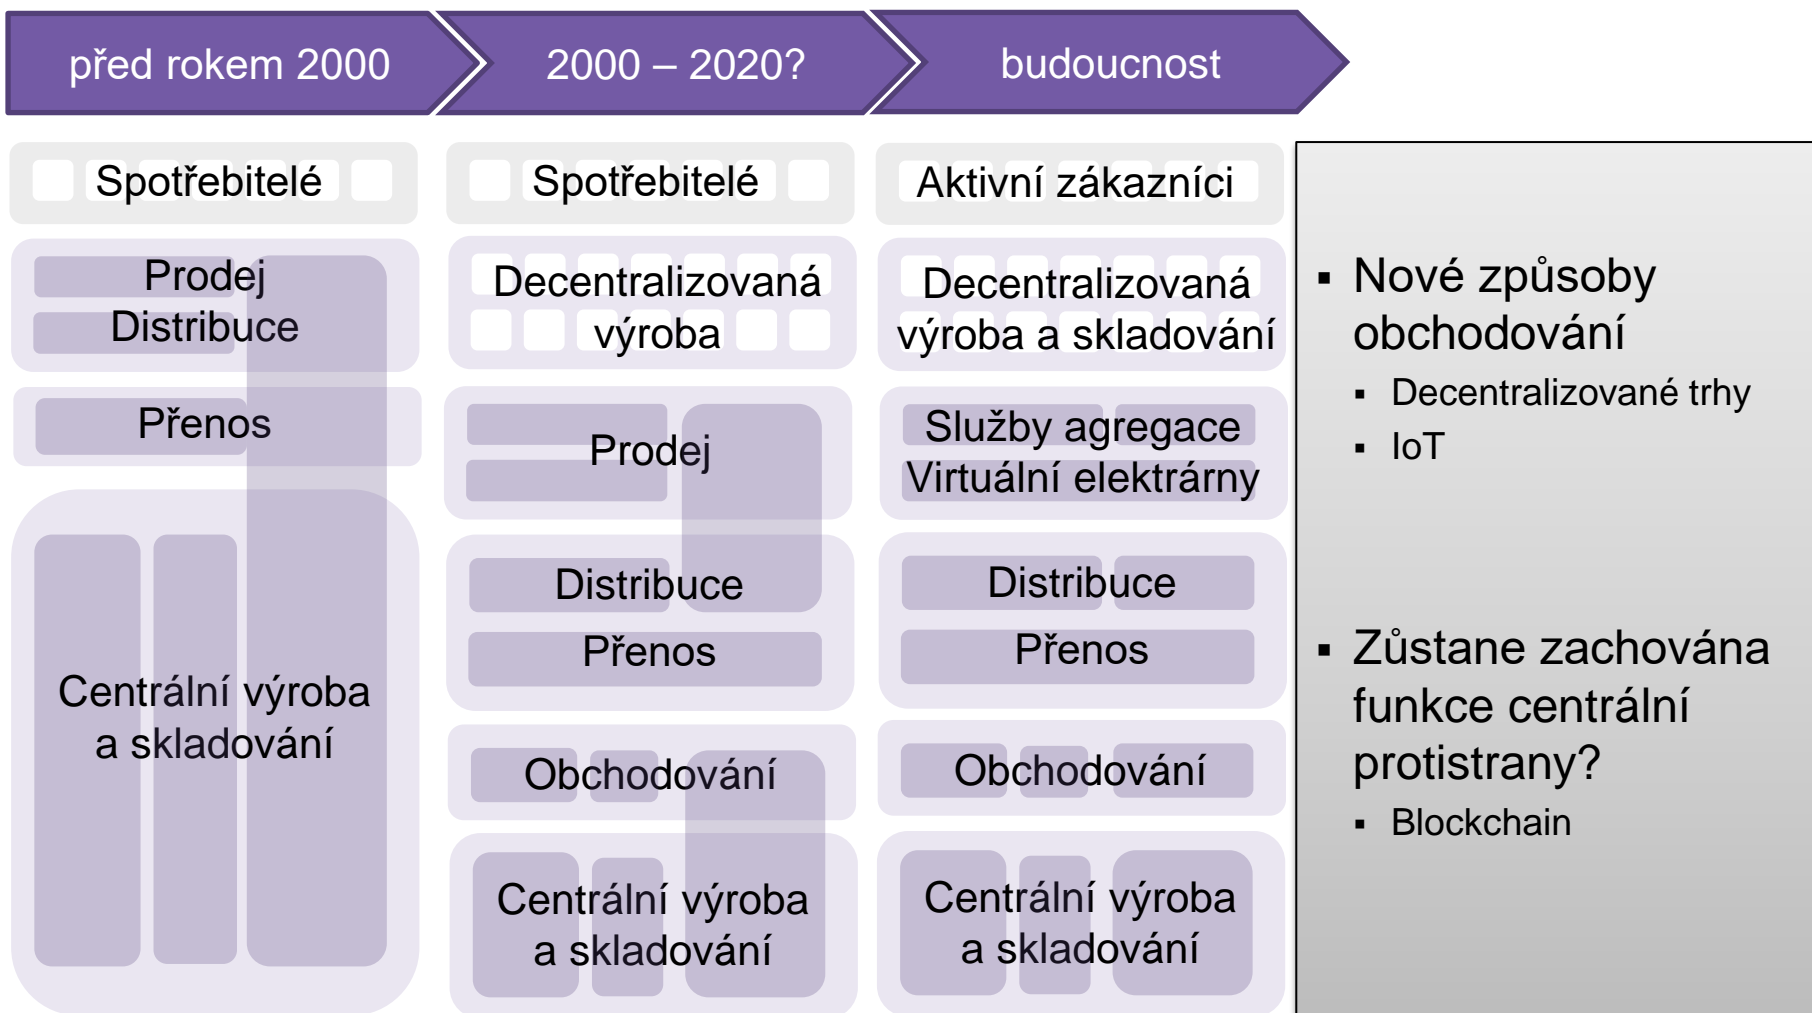 před rokem 2000
2000 – 2020?
budoucnost
Spotřebitelé
Prodej
Distribuce
Přenos
Centrální výroba
a skladování
Spotřebitelé
Decentralizovaná
výroba
Prodej
Distribuce
Přenos
Obchodování
Centrální výroba
a skladování
Aktivní zákazníci
Decentralizovaná
výroba a skladování
Služby agregace
Virtuální elektrárny
Distribuce
Přenos
Obchodování
Centrální výroba
a skladování
▪ Nové způsoby
obchodování
▪ Decentralizované trhy
▪ IoT
▪ Zůstane zachována
funkce centrální
protistrany?
▪ Blockchain